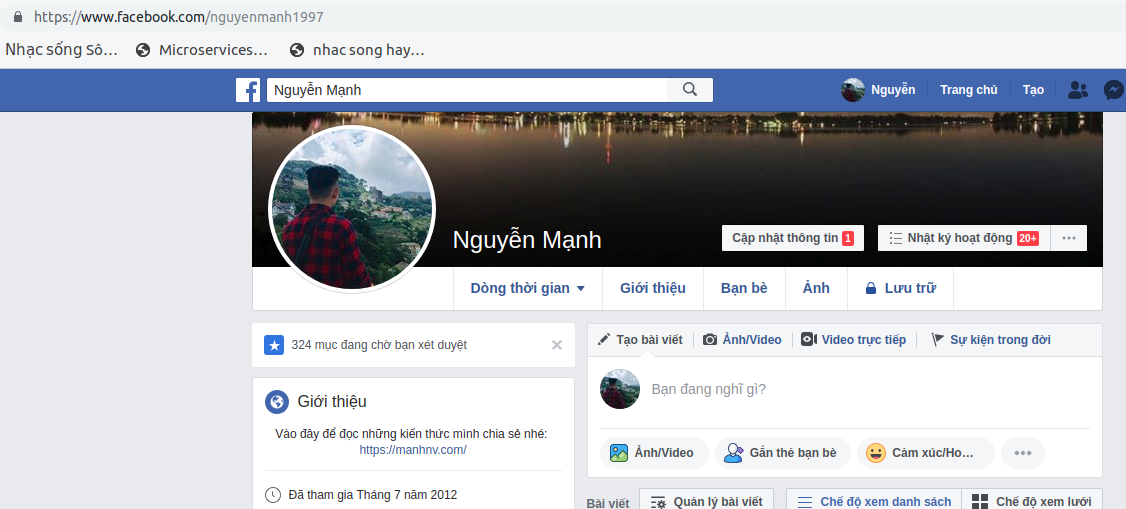 https://www.facebook.com/nguyenmanh1997
Nhạc sống Sô… Microservices… nhac song hay…
f Nguyễn Mạnh Nguyễn Trang chủ Tạo
Nguyễn Mạnh Cập nhật thông tin 1 Nhật ký hoạt động 20+
Dòng thời gian Giới thiệu Bạn bè Ảnh Lưu trữ
324 mục đang chờ bạn xét duyệt
Giới thiệu
Vào đây để đọc những kiến thức mình chia sẻ nhé:
https://manhnv.com/
Đã tham gia Tháng 7 năm 2012
Tạo bài viết Ảnh/Video Video trực tiếp Sự kiện trong đời
Bạn đang nghĩ gì?
Ảnh/Video Gắn thẻ bạn bè Cảm xúc/Ho…
Bài viết Quản lý bài viết Chế độ xem danh sách Chế độ xem lưới